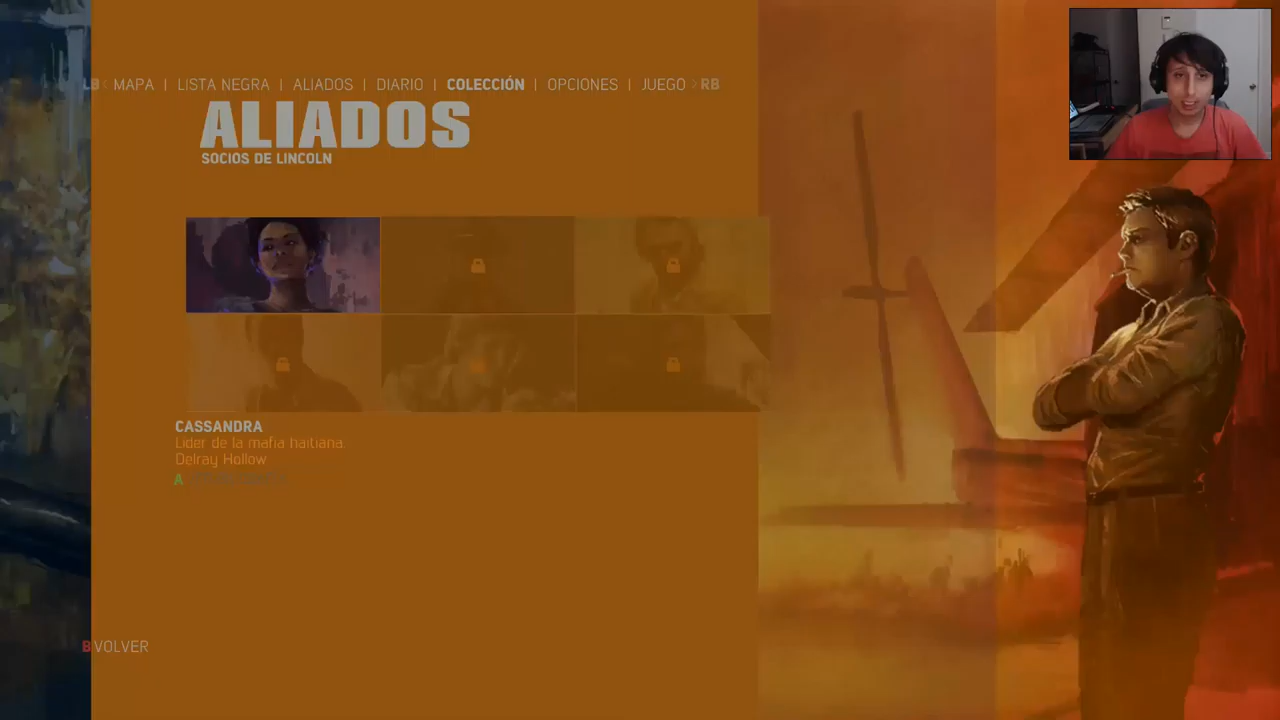 LB < MAPA | LISTA NEGRA | ALIADOS | DIARIO | COLECCIÓN | OPCIONES | JUEGO > RB
ALIADOS
SOCIOS DE LINCOLN
CASSANDRA
Líder de la mafia haitiana.
Delray Hollow
A
B VOLVER